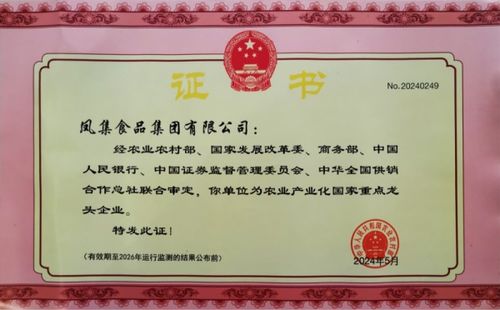 证 书
No.20240249
凤集食品集团有限公司：
经农业农村部、国家发展改革委、商务部、中国
人民银行、中国证券监督管理委员会、中华全国供销
合作总社联合审定，你单位为农业产业化国家重点龙
头企业。
特发此证！
2024年5月
（有效期至2026年运行监测的结果公布前）